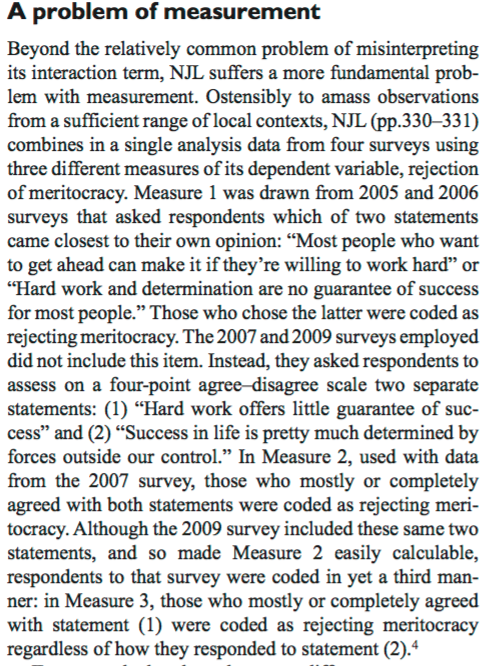 A problem of measurement
Beyond the relatively common problem of misinterpreting
its interaction term, NJL suffers a more fundamental prob-
lem with measurement. Ostensibly to amass observations
from a sufficient range of local contexts, NJL (pp.330–331)
combines in a single analysis data from four surveys using
three different measures of its dependent variable, rejection
of meritocracy. Measure 1 was drawn from 2005 and 2006
surveys that asked respondents which of two statements
came closest to their own opinion: “Most people who want
to get ahead can make it if they’re willing to work hard” or
“Hard work and determination are no guarantee of success
for most people.” Those who chose the latter were coded as
rejecting meritocracy. The 2007 and 2009 surveys employed
did not include this item. Instead, they asked respondents to
assess on a four-point agree–disagree scale two separate
statements: (1) “Hard work offers little guarantee of suc-
cess” and (2) “Success in life is pretty much determined by
forces outside our control.” In Measure 2, used with data
from the 2007 survey, those who mostly or completely
agreed with both statements were coded as rejecting meri-
tocracy. Although the 2009 survey included these same two
statements, and so made Measure 2 easily calculable,
respondents to that survey were coded in yet a third man-
ner: in Measure 3, those who mostly or completely agreed
with statement (1) were coded as rejecting meritocracy
regardless of how they responded to statement (2).⁴